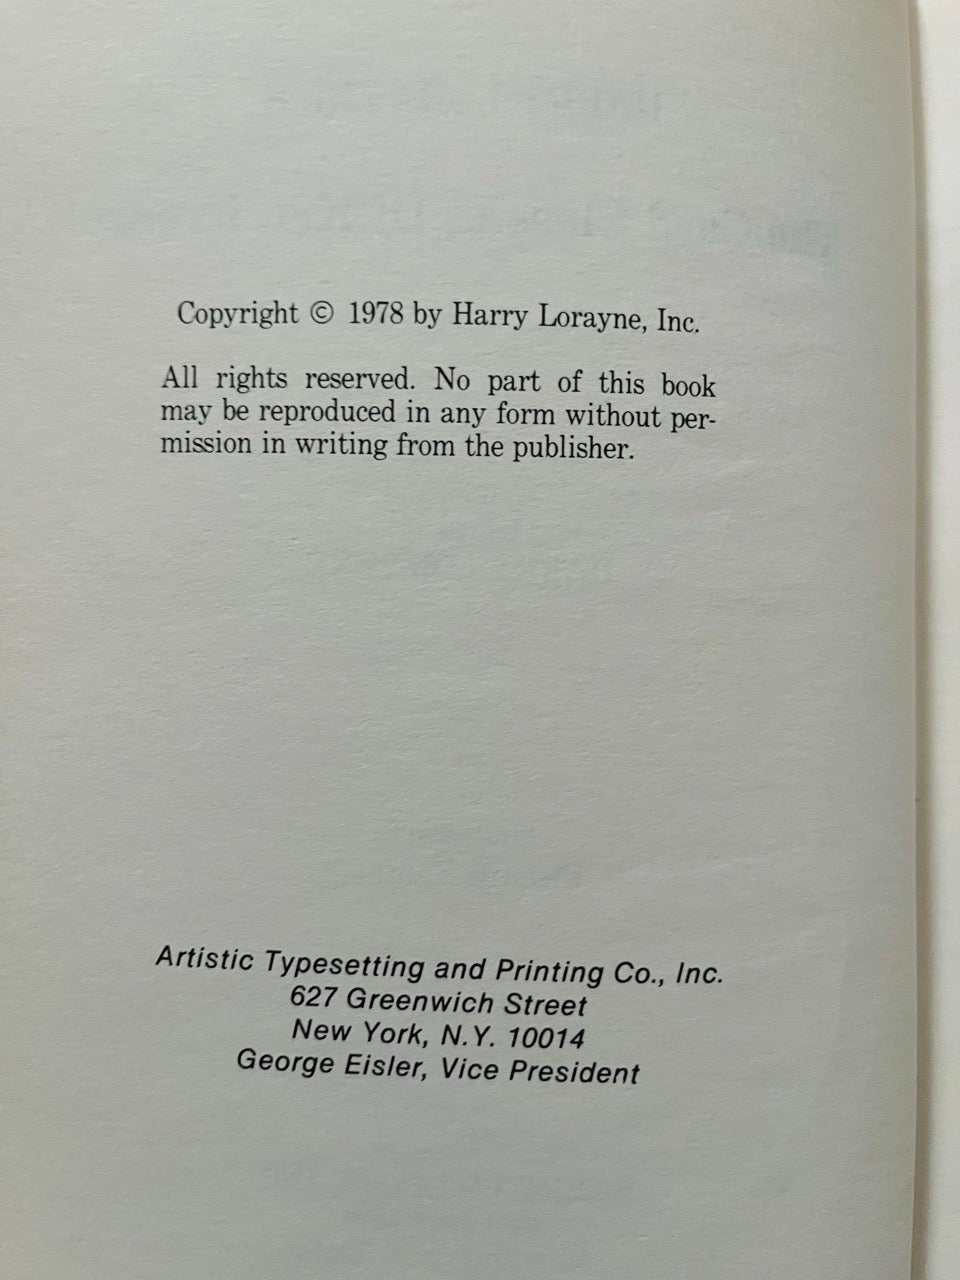 Copyright © 1978 by Harry Lorayne, Inc.
All rights reserved. No part of this book
may be reproduced in any form without per-
mission in writing from the publisher.
Artistic Typesetting and Printing Co., Inc.
627 Greenwich Street
New York, N.Y. 10014
George Eisler, Vice President